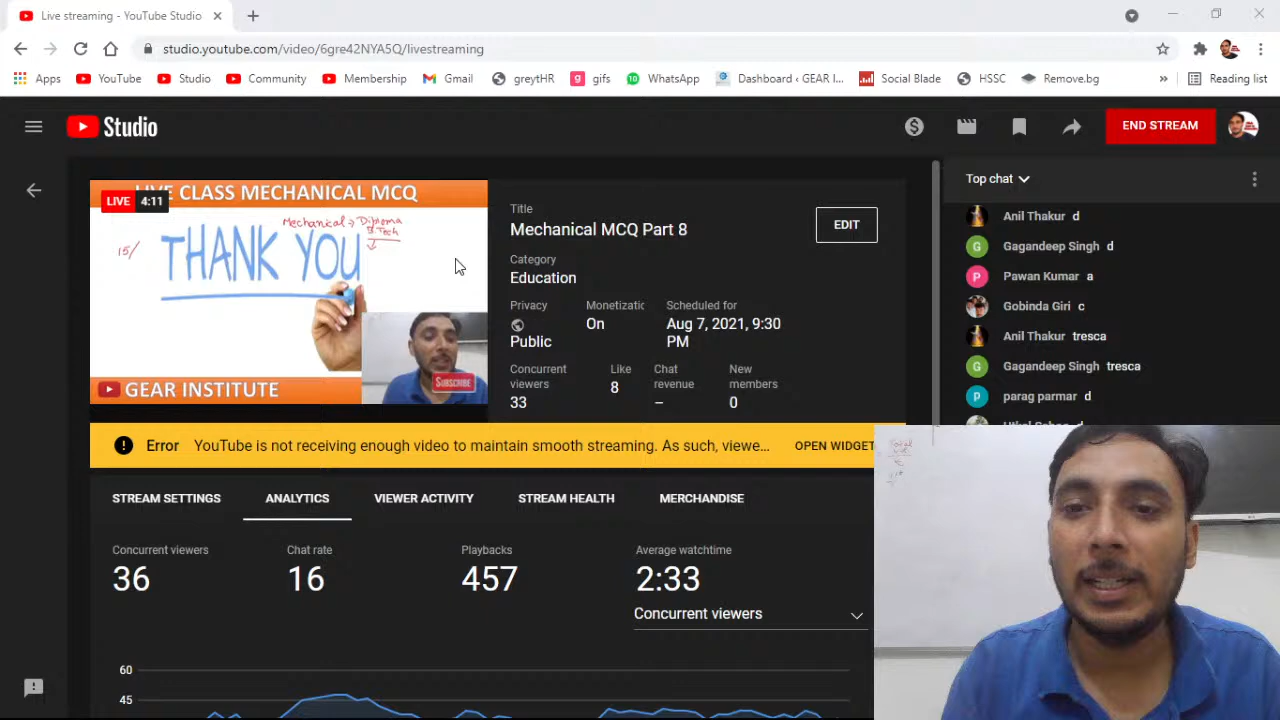 Live streaming - YouTube Studio
studio.youtube.com/video/6gre42NYA5Q/livestreaming
Apps YouTube Studio Community Membership Gmail greytHR gifs WhatsApp Dashboard ‹ GEAR I... Social Blade HSSC Remove.bg » Reading list
Studio
END STREAM
LIVE 4:11
LIVE CLASS MECHANICAL MCQ
Mechanical → Diploma
B Tech
15/
THANK YOU
SUBSCRIBE
GEAR INSTITUTE
Title
Mechanical MCQ Part 8
EDIT
Category
Education
Privacy
Public
Monetizatic
On
Scheduled for
Aug 7, 2021, 9:30
PM
Concurrent
viewers
33
Like
8
Chat
revenue
–
New
members
0
Error YouTube is not receiving enough video to maintain smooth streaming. As such, viewe... OPEN WIDGET
STREAM SETTINGS ANALYTICS VIEWER ACTIVITY STREAM HEALTH MERCHANDISE
Concurrent viewers
36
Chat rate
16
Playbacks
457
Average watchtime
2:33
Concurrent viewers
60
45
Top chat
Anil Thakur d
Gagandeep Singh d
Pawan Kumar a
Gobinda Giri c
Anil Thakur tresca
Gagandeep Singh tresca
parag parmar d